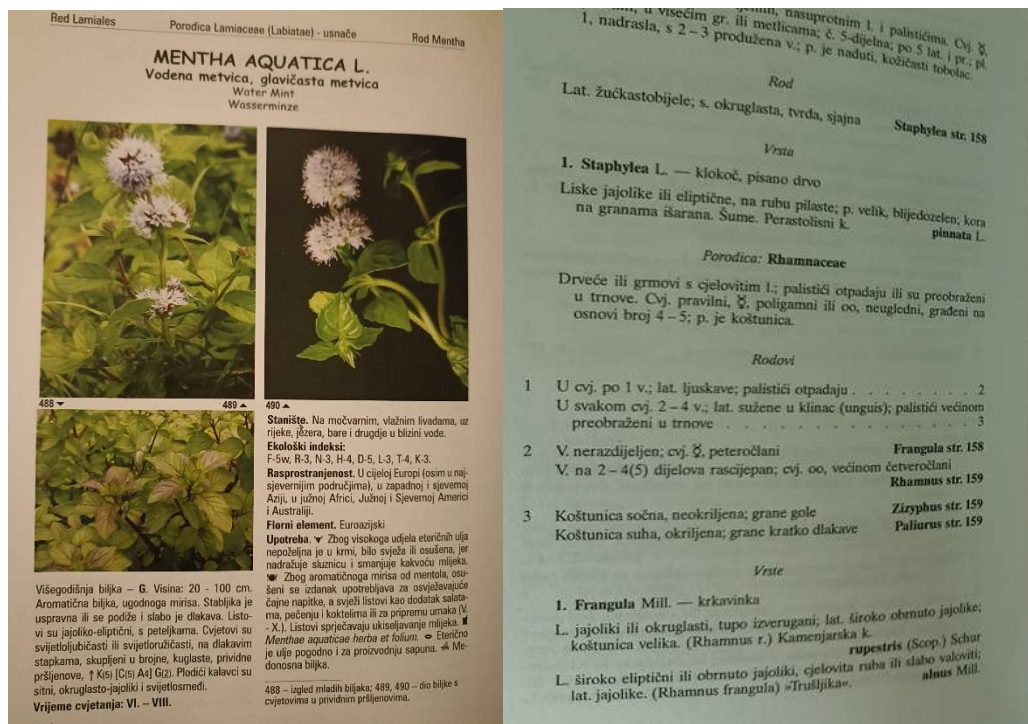 Red Lamiales
Porodica Lamiaceae (Labiatae) - usnače
Rod Mentha
MENTHA AQUATICA L.
Vodena metvica, glavičasta metvica
Water Mint
Wasserminze
488 ▾
489 ▴
490 ▴
Stanište. Na močvarnim, vlažnim livadama, uz
rijeke, jezera, bare i drugdje u blizini vode.
Ekološki indeksi:
F-5w, R-3, N-3, H-4, D-5, L-3, T-4, K-3.
Rasprostranjenost. U cijeloj Europi (osim u naj-
sjevernijim područjima), u zapadnoj i sjevernoj
Aziji, u južnoj Africi, Južnoj i Sjevernoj Americi
i Australiji.
Florni element. Euroazijski
Upotreba. Zbog visokoga udjela eteričnih ulja
nepoželjna je u krmi, bilo svježa ili osušena, jer
nadražuje sluznicu i smanjuje kakvoću mlijeka.
Zbog aromatičnoga mirisa od mentola, osu-
šeni se izdanak upotrebljava za osvježavajuće
čajne napitke, a svježi listovi kao dodatak salata-
ma, pečenju i koktelima ili za pripremu umaka (V.
- X.). Listovi sprječavaju ukiseljavanje mlijeka.
Menthae aquaticae herba et folium. Eterično
je ulje pogodno i za proizvodnju sapuna. Me-
donosna biljka.
488 – izgled mladih biljaka; 489, 490 – dio biljke s
cvjetovima u prividnim pršljenovima.
Višegodišnja biljka – G. Visina: 20 - 100 cm.
Aromatična biljka, ugodnoga mirisa. Stabljika je
uspravna ili se podiže i slabo je dlakava. Listo-
vi su jajoliko-eliptični, s peteljkama. Cvjetovi su
svijetloljubičasti ili svijetloružičasti, na dlakavim
stapkama, skupljeni u brojne, kuglaste, prividne
pršljenove, ↑ K(5) [C(5) A4] G(2). Plodići kalavci su
sitni, okruglasto-jajoliki i svijetlosmeđi.
Vrijeme cvjetanja: VI. – VIII.
nasuprotnim l. i palistićima. Cvj. ☿,
u visećim gr. ili metlicama; č. 5-dijelna; po 5 lat. i pr.; pl.
1, nadrasla, s 2 – 3 produžena v.; p. je naduti, kožičasti tobolac.
Rod
Lat. žućkastobijele; s. okruglasta, tvrda, sjajna
Staphylea str. 158
Vrsta
1. Staphylea L. — klokoč, pisano drvo
Liske jajolike ili eliptične, na rubu pilaste; p. velik, blijedozelen; kora
na granama išarana. Šume. Perastolisni k.
pinnata L.
Porodica: Rhamnaceae
Drveće ili grmovi s cjelovitim l.; palistići otpadaju ili su preobraženi
u trnove. Cvj. pravilni, ☿, poligamni ili oo, neugledni, građeni na
osnovi broj 4 – 5; p. je koštunica.
Rodovi
1 U cvj. po 1 v.; lat. ljuskave; palistići otpadaju . . . . . . . . 2
U svakom cvj. 2 – 4 v.; lat. sužene u klinac (unguis); palistići većinom
preobraženi u trnove . . . . . . . . . . . . . . . 3
2 V. nerazdijeljen; cvj. ☿, peteročlani Frangula str. 158
V. na 2 – 4(5) dijelova rascijepan; cvj. oo, većinom četveročlani
Rhamnus str. 159
3 Koštunica sočna, neokriljena; grane gole Zizyphus str. 159
Koštunica suha, okriljena; grane kratko dlakave Paliurus str. 159
Vrste
1. Frangula Mill. — krkavinka
L. jajoliki ili okruglasti, tupo izverugani; lat. široko obrnuto jajolike;
koštunica velika. (Rhamnus r.) Kamenjarska k.
rupestris (Scop.) Schur
L. široko eliptični ili obrnuto jajoliki, cjelovita ruba ili slabo valoviti;
lat. jajolike. (Rhamnus frangula) »Trušljika«.
alnus Mill.